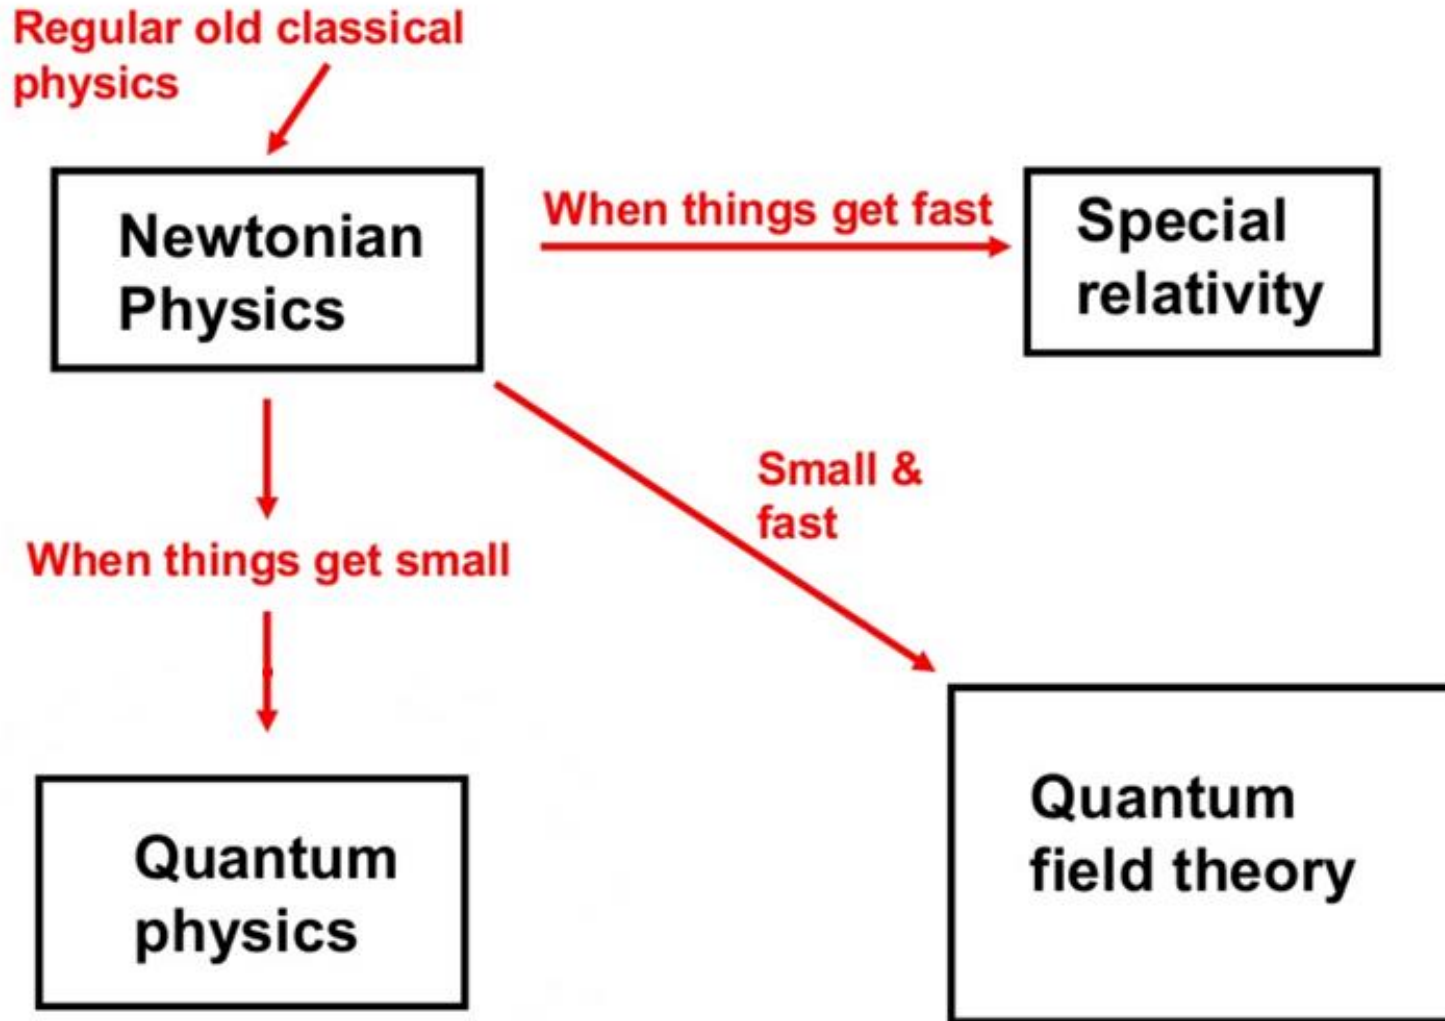 Regular old classical
physics
Newtonian
Physics
When things get fast
Special
relativity
Small &
fast
When things get small
Quantum
physics
Quantum
field theory